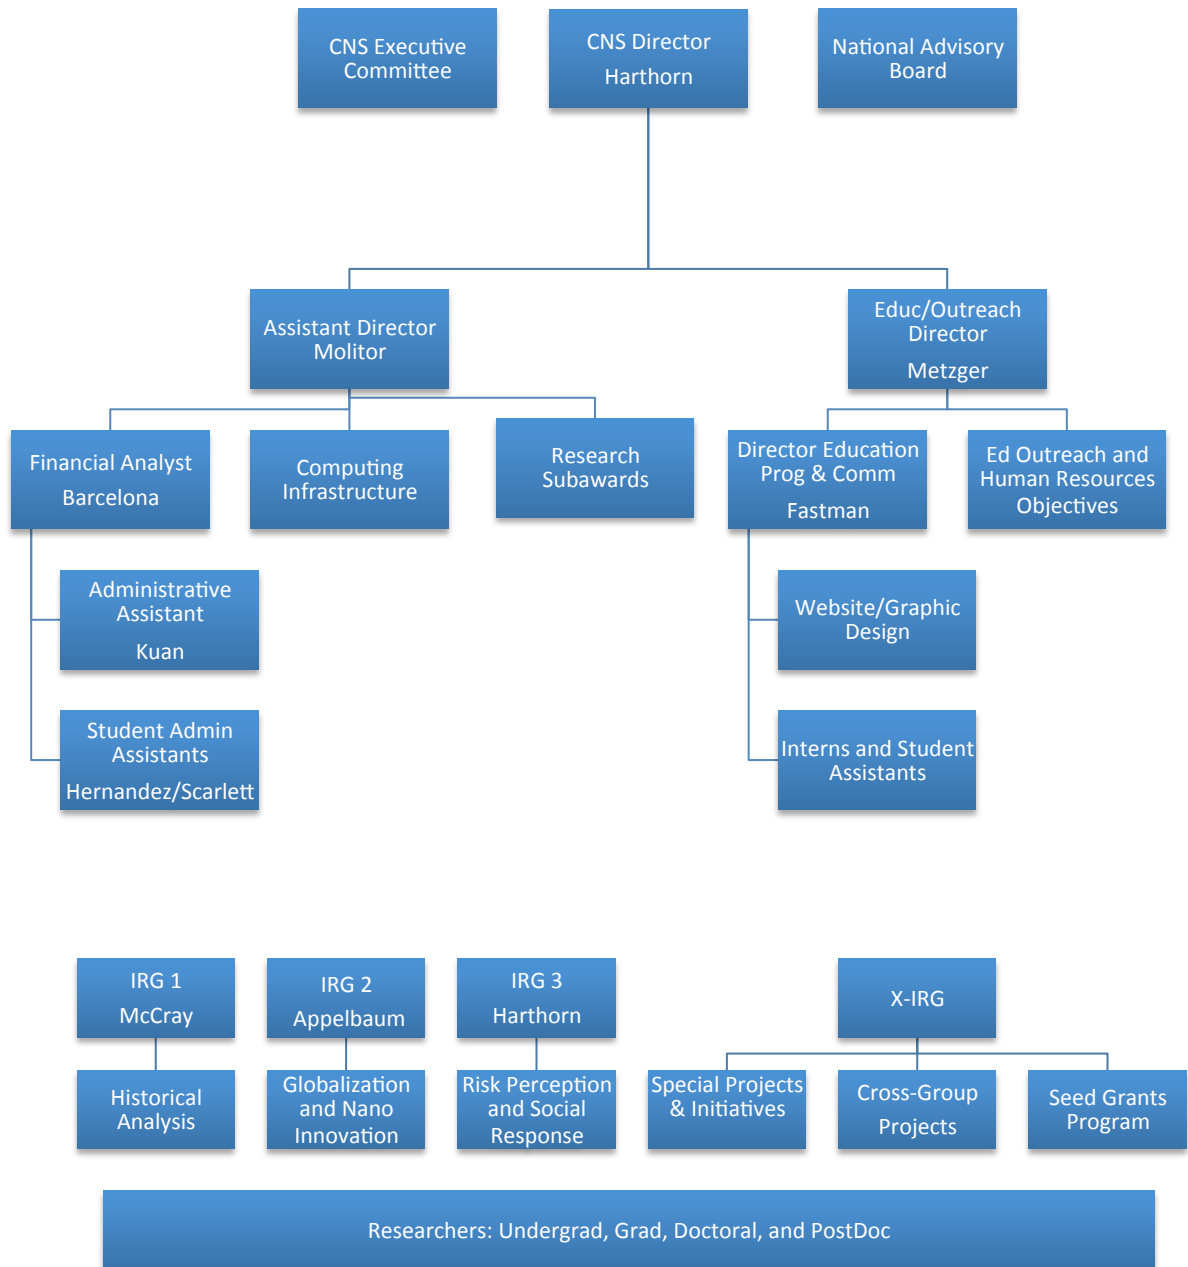 CNS Executive
Committee
CNS Director
Harthorn
National Advisory
Board
Assistant Director
Molitor
Educ/Outreach
Director
Metzger
Financial Analyst
Barcelona
Computing
Infrastructure
Research
Subawards
Director Education
Prog & Comm
Fastman
Ed Outreach and
Human Resources
Objectives
Administrative
Assistant
Kuan
Website/Graphic
Design
Student Admin
Assistants
Hernandez/Scarlett
Interns and Student
Assistants
IRG 1
McCray
IRG 2
Appelbaum
IRG 3
Harthorn
X-IRG
Historical
Analysis
Globalization
and Nano
Innovation
Risk Perception
and Social
Response
Special Projects
& Initiatives
Cross-Group
Projects
Seed Grants
Program
Researchers: Undergrad, Grad, Doctoral, and PostDoc